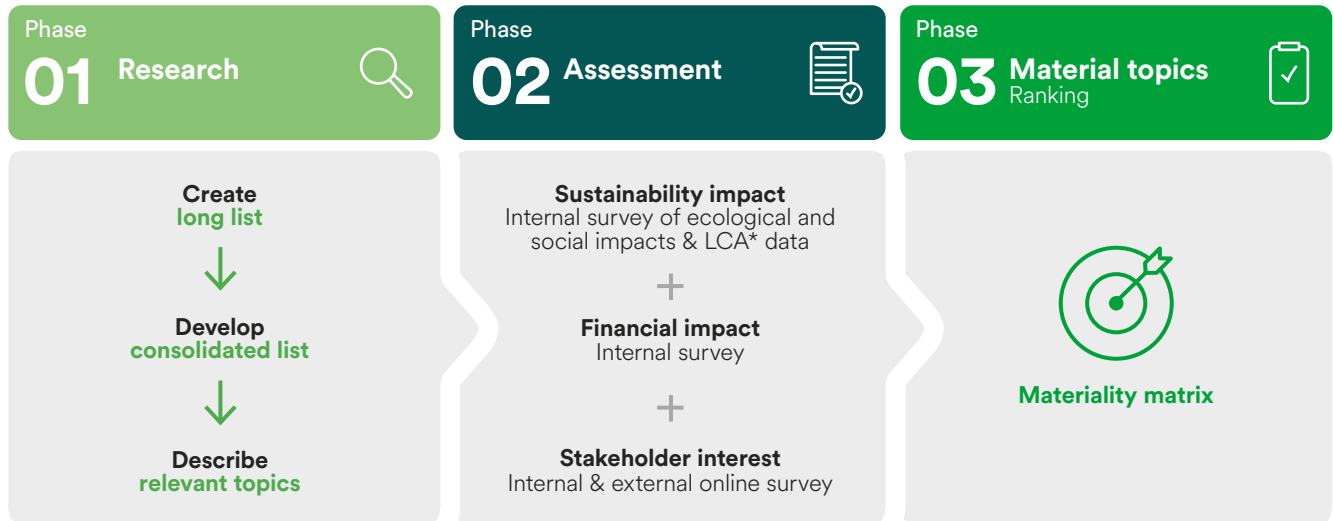 Phase
01 Research
Create
long list
Develop
consolidated list
Describe
relevant topics
Phase
02 Assessment
Sustainability impact
Internal survey of ecological and
social impacts & LCA* data
+
Financial impact
Internal survey
+
Stakeholder interest
Internal & external online survey
Phase
03 Material topics
Ranking
Materiality matrix